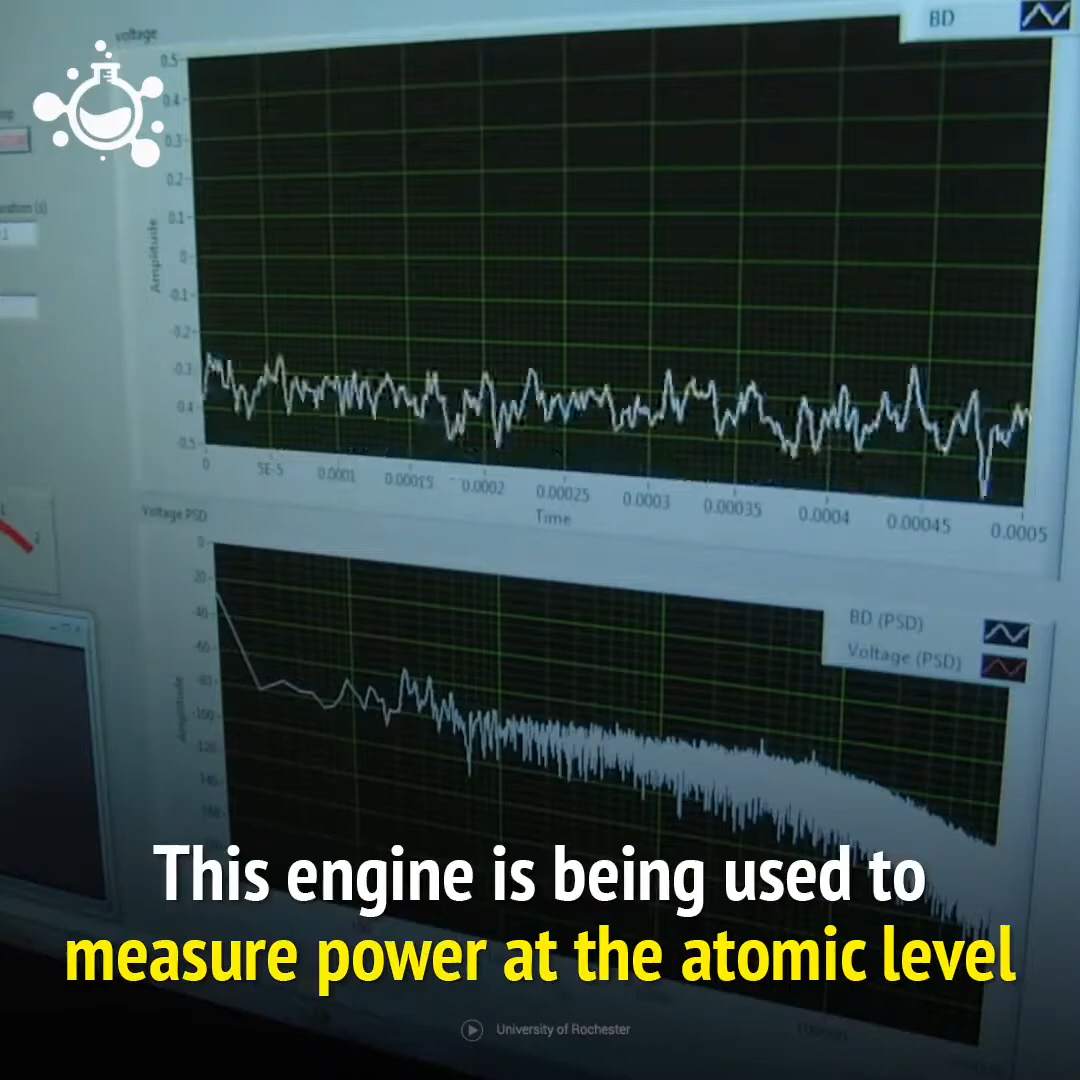 voltage
BD
0.5
0.4
0.3
0.2
0.1
0
-0.1
-0.2
-0.3
0.4
0.5
Amplitude
0
5E-5
0.0001
0.00015
0.0002
0.00025
0.0003
0.00035
0.0004
0.00045
0.0005
Time
1
2
Voltage PSD
BD (PSD)
Voltage (PSD)
0
20
-40
-60
-80
-100
Amplitude
This engine is being used to
measure power at the atomic level
University of Rochester